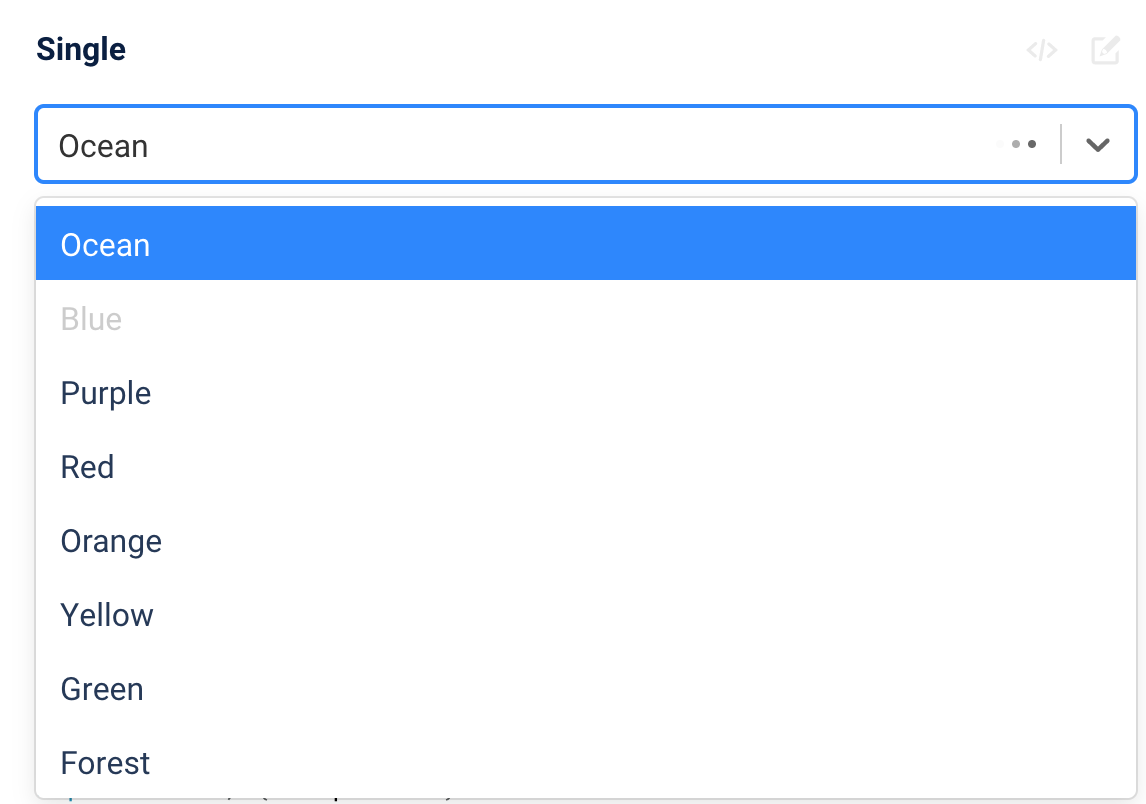 Single
Ocean
Ocean
Blue
Purple
Red
Orange
Yellow
Green
Forest